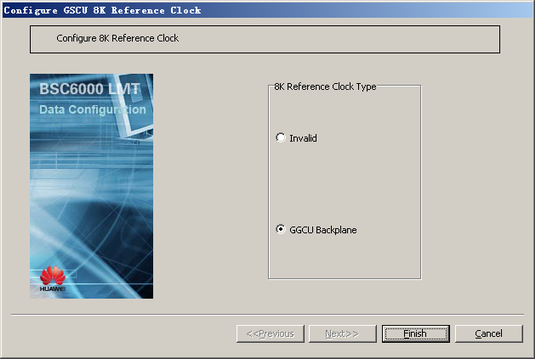 Configure GSCU 8K Reference Clock
Configure 8K Reference Clock
BSC6000 LMT
Data Configuration
8K Reference Clock Type
Invalid
GGCU Backplane
HUAWEI
<<Previous
Next>>
Finish
Cancel